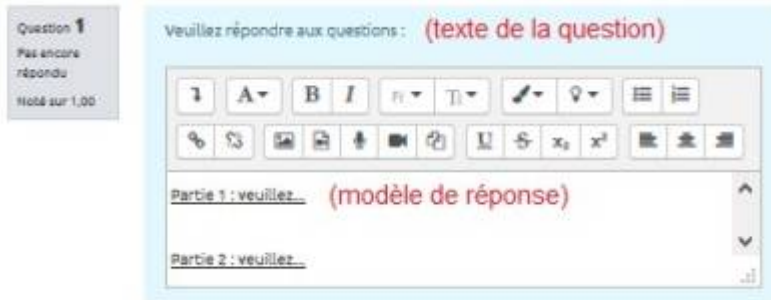 Question 1
Pas encore
répondu
Noté sur 1,00
Veuillez répondre aux questions : (texte de la question)
Partie 1 : veuillez... (modèle de réponse)
Partie 2 : veuillez...